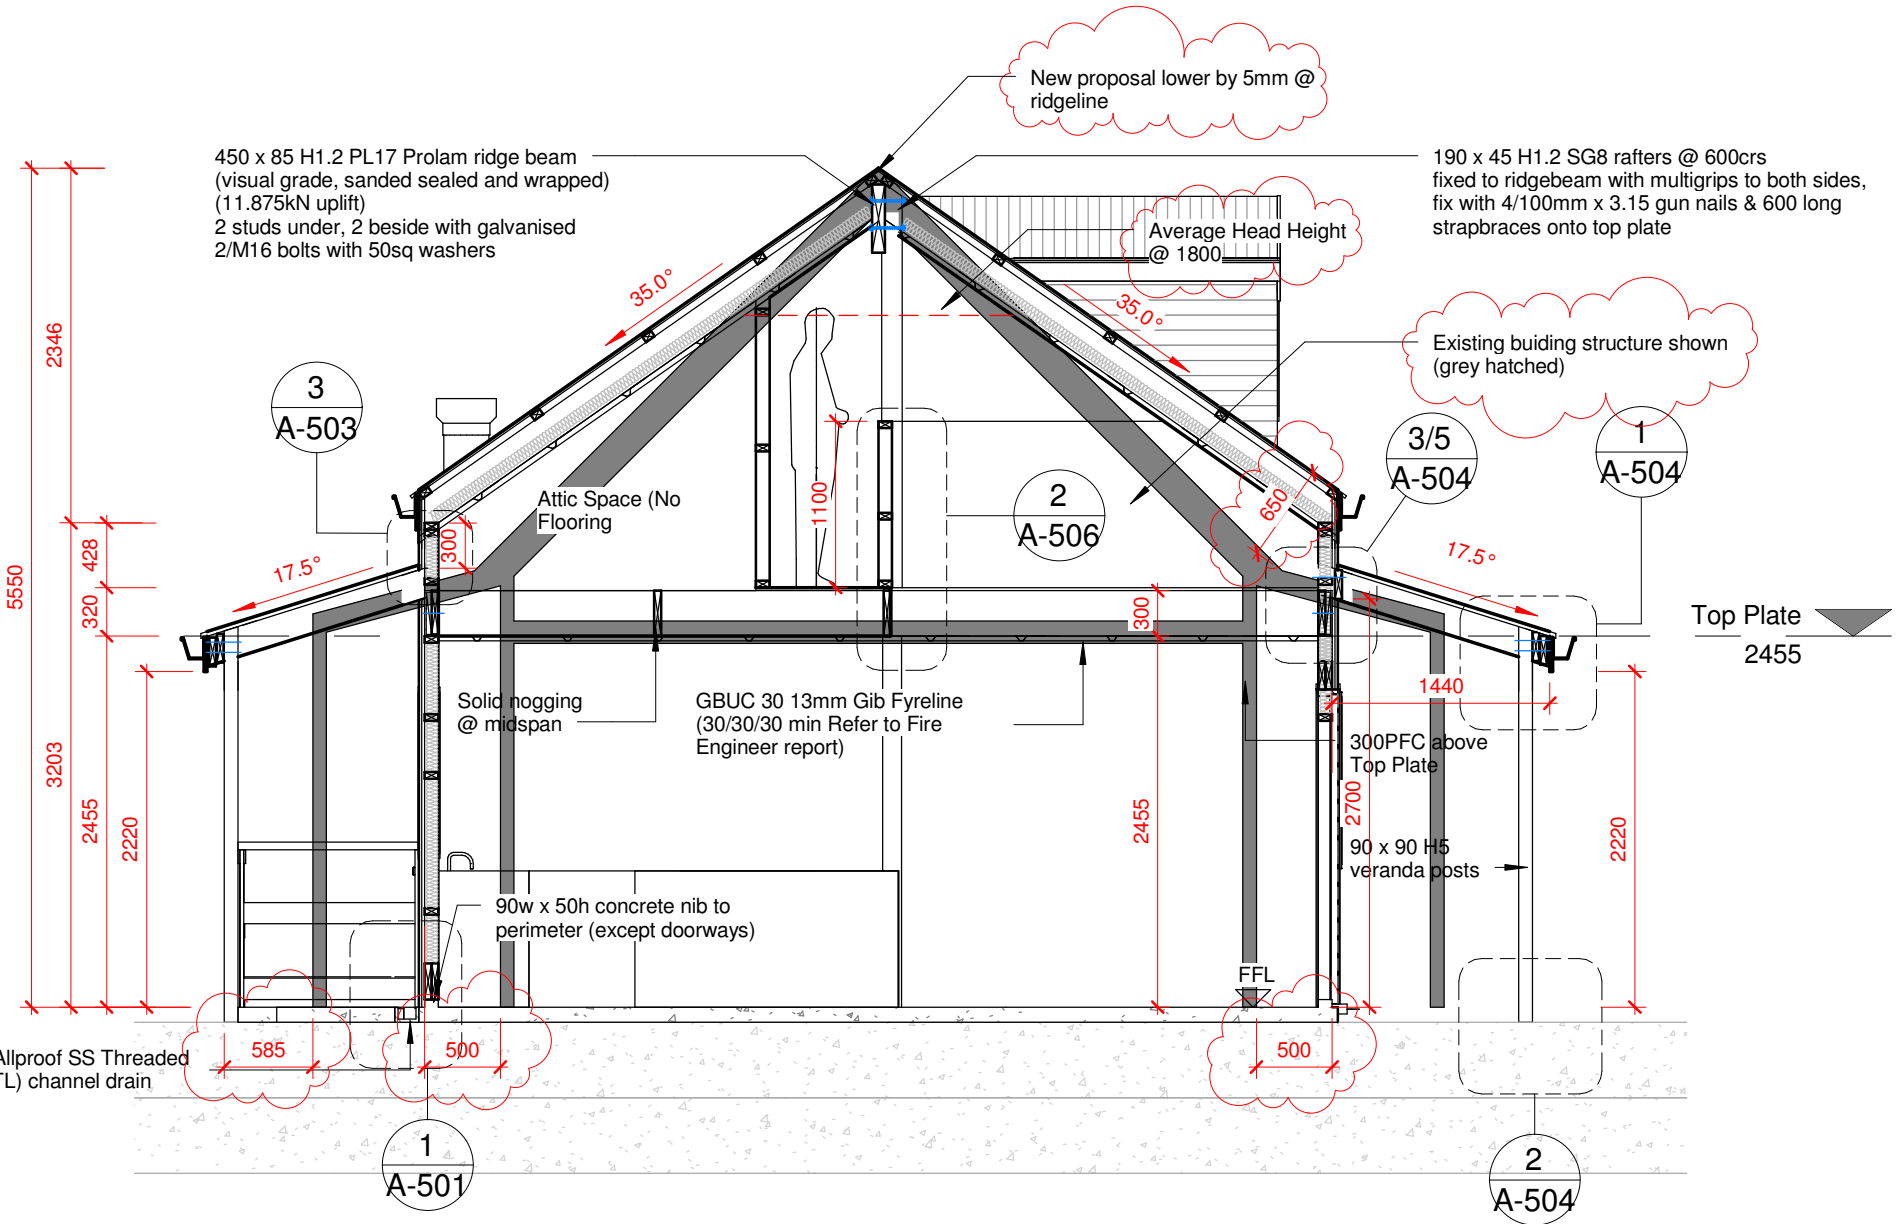 New proposal lower by 5mm @
ridgeline
450 x 85 H1.2 PL17 Prolam ridge beam
(visual grade, sanded sealed and wrapped)
(11.875kN uplift)
2 studs under, 2 beside with galvanised
2/M16 bolts with 50sq washers
190 x 45 H1.2 SG8 rafters @ 600crs
fixed to ridgebeam with multigrips to both sides,
fix with 4/100mm x 3.15 gun nails & 600 long
strapbraces onto top plate
Average Head Height
@ 1800
35.0°
35.0°
Existing buiding structure shown
(grey hatched)
2346
3
A-503
3/5
A-504
1
A-504
Attic Space (No
Flooring
1100
2
A-506
650
300
428
17.5°
17.5°
5550
320
300
Top Plate
2455
1440
Solid nogging
@ midspan
GBUC 30 13mm Gib Fyreline
(30/30/30 min Refer to Fire
Engineer report)
300PFC above
Top Plate
3203
2455
2220
2455
2700
2220
90 x 90 H5
veranda posts
90w x 50h concrete nib to
perimeter (except doorways)
FFL
Allproof SS Threaded
TL) channel drain
585
500
500
1
A-501
2
A-504